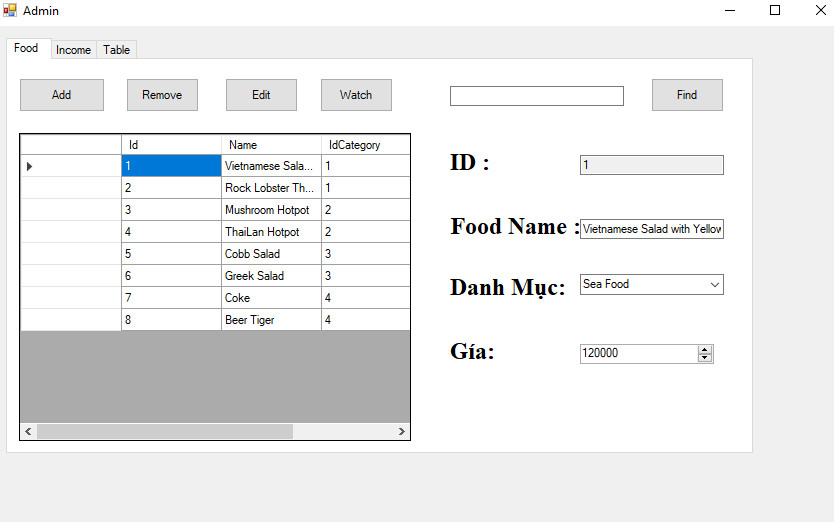 Admin
Food Income Table
Add Remove Edit Watch Find
Id Name IdCategory
1 Vietnamese Sala... 1
2 Rock Lobster Th... 1
3 Mushroom Hotpot 2
4 ThaiLan Hotpot 2
5 Cobb Salad 3
6 Greek Salad 3
7 Coke 4
8 Beer Tiger 4
ID : 1
Food Name : Vietnamese Salad with Yellow
Danh Mục: Sea Food
Gía: 120000